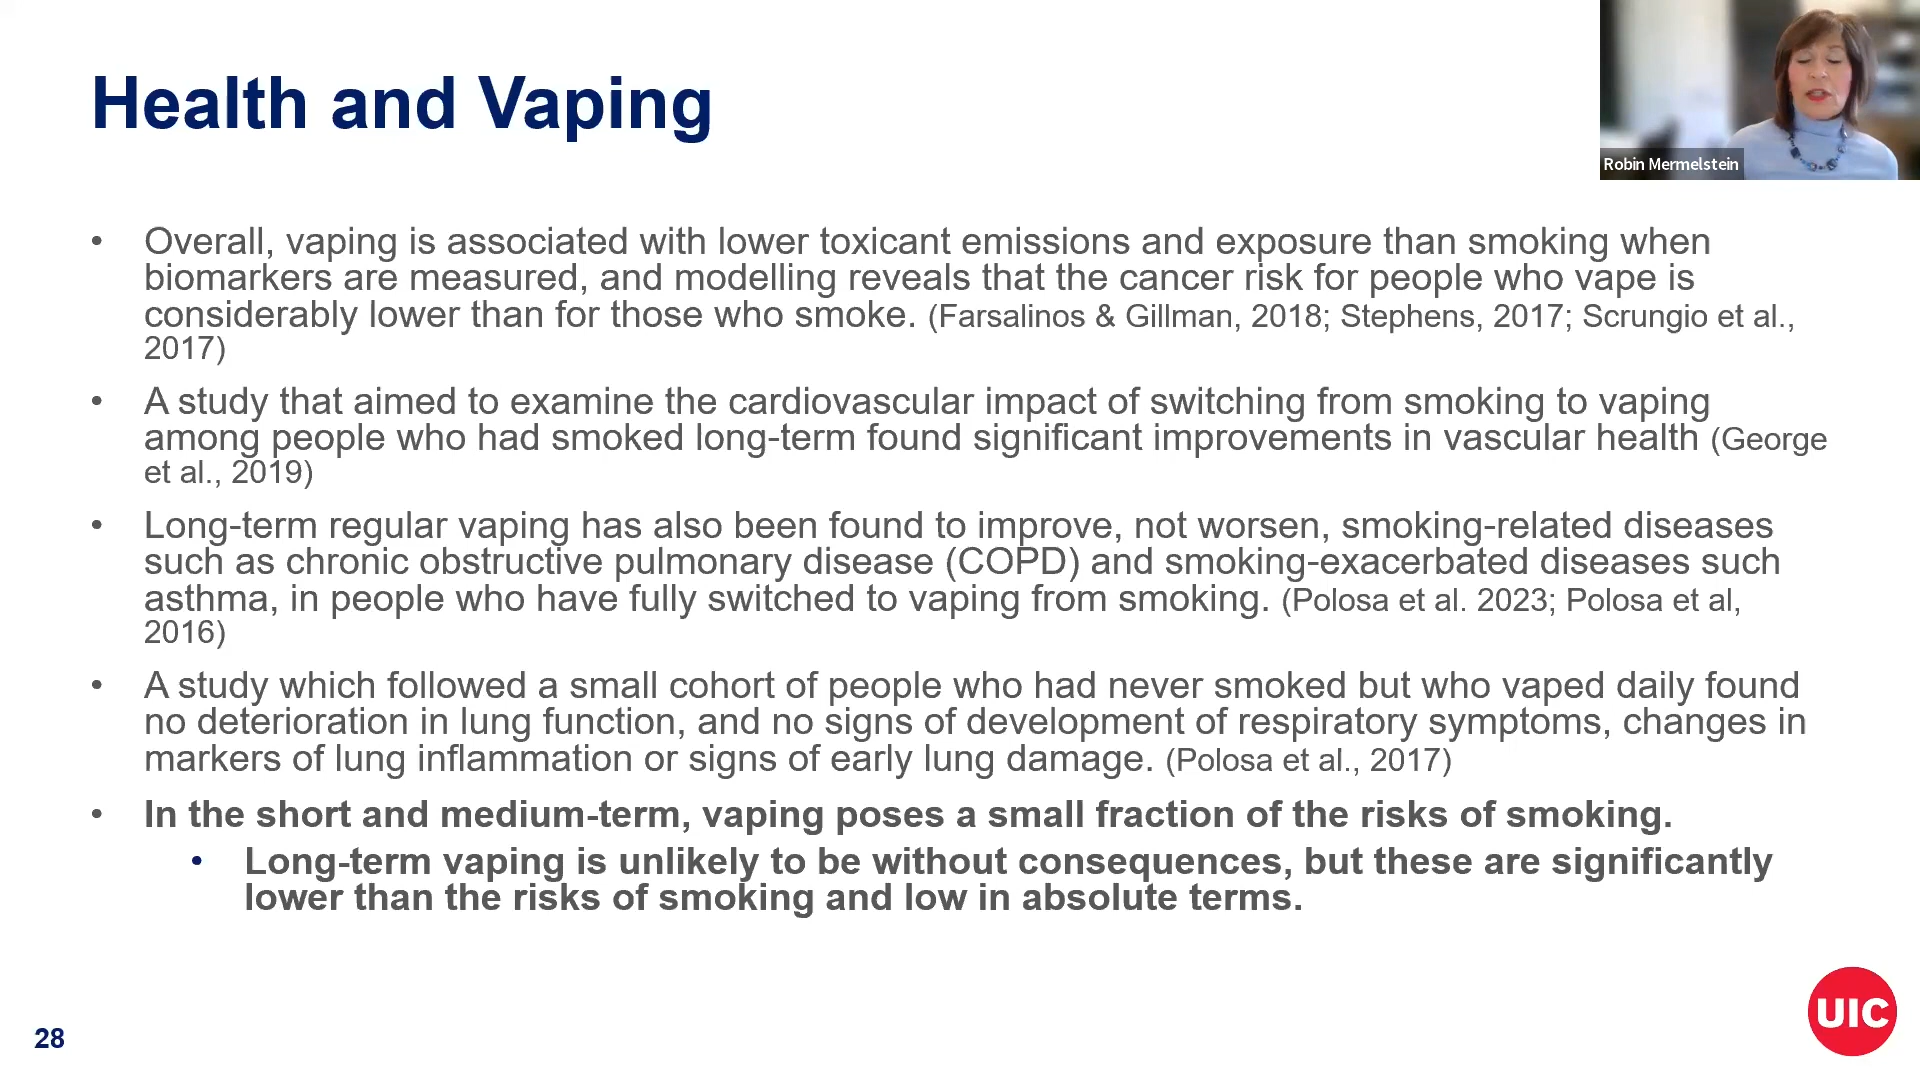 Health and Vaping
Robin Mermelstein
• Overall, vaping is associated with lower toxicant emissions and exposure than smoking when
biomarkers are measured, and modelling reveals that the cancer risk for people who vape is
considerably lower than for those who smoke. (Farsalinos & Gillman, 2018; Stephens, 2017; Scrungio et al.,
2017)
• A study that aimed to examine the cardiovascular impact of switching from smoking to vaping
among people who had smoked long-term found significant improvements in vascular health (George
et al., 2019)
• Long-term regular vaping has also been found to improve, not worsen, smoking-related diseases
such as chronic obstructive pulmonary disease (COPD) and smoking-exacerbated diseases such
asthma, in people who have fully switched to vaping from smoking. (Polosa et al. 2023; Polosa et al,
2016)
• A study which followed a small cohort of people who had never smoked but who vaped daily found
no deterioration in lung function, and no signs of development of respiratory symptoms, changes in
markers of lung inflammation or signs of early lung damage. (Polosa et al., 2017)
• In the short and medium-term, vaping poses a small fraction of the risks of smoking.
• Long-term vaping is unlikely to be without consequences, but these are significantly
lower than the risks of smoking and low in absolute terms.
UIC
28